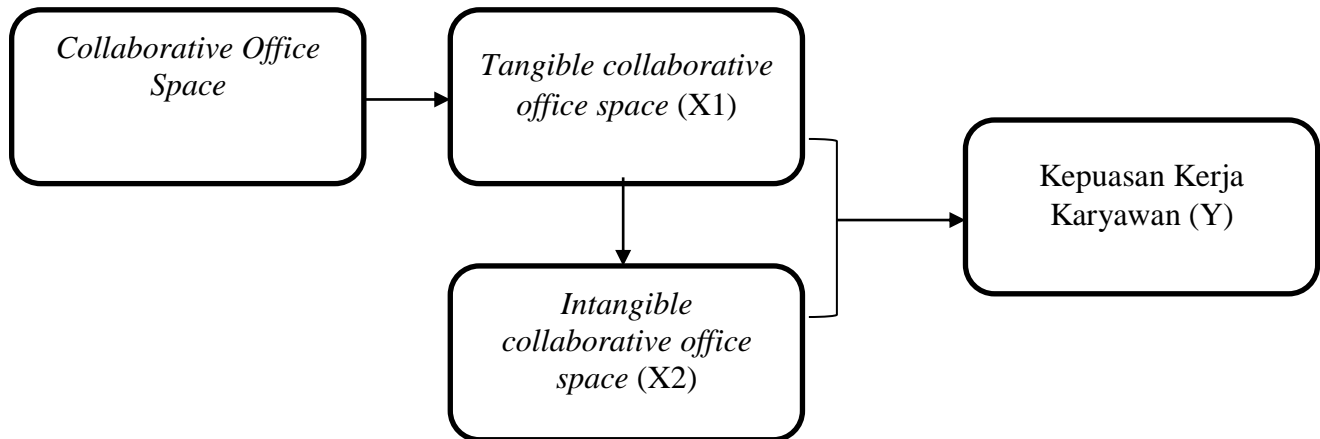 Collaborative Office
Space
Tangible collaborative
office space (X1)
Intangible
collaborative office
space (X2)
Kepuasan Kerja
Karyawan (Y)